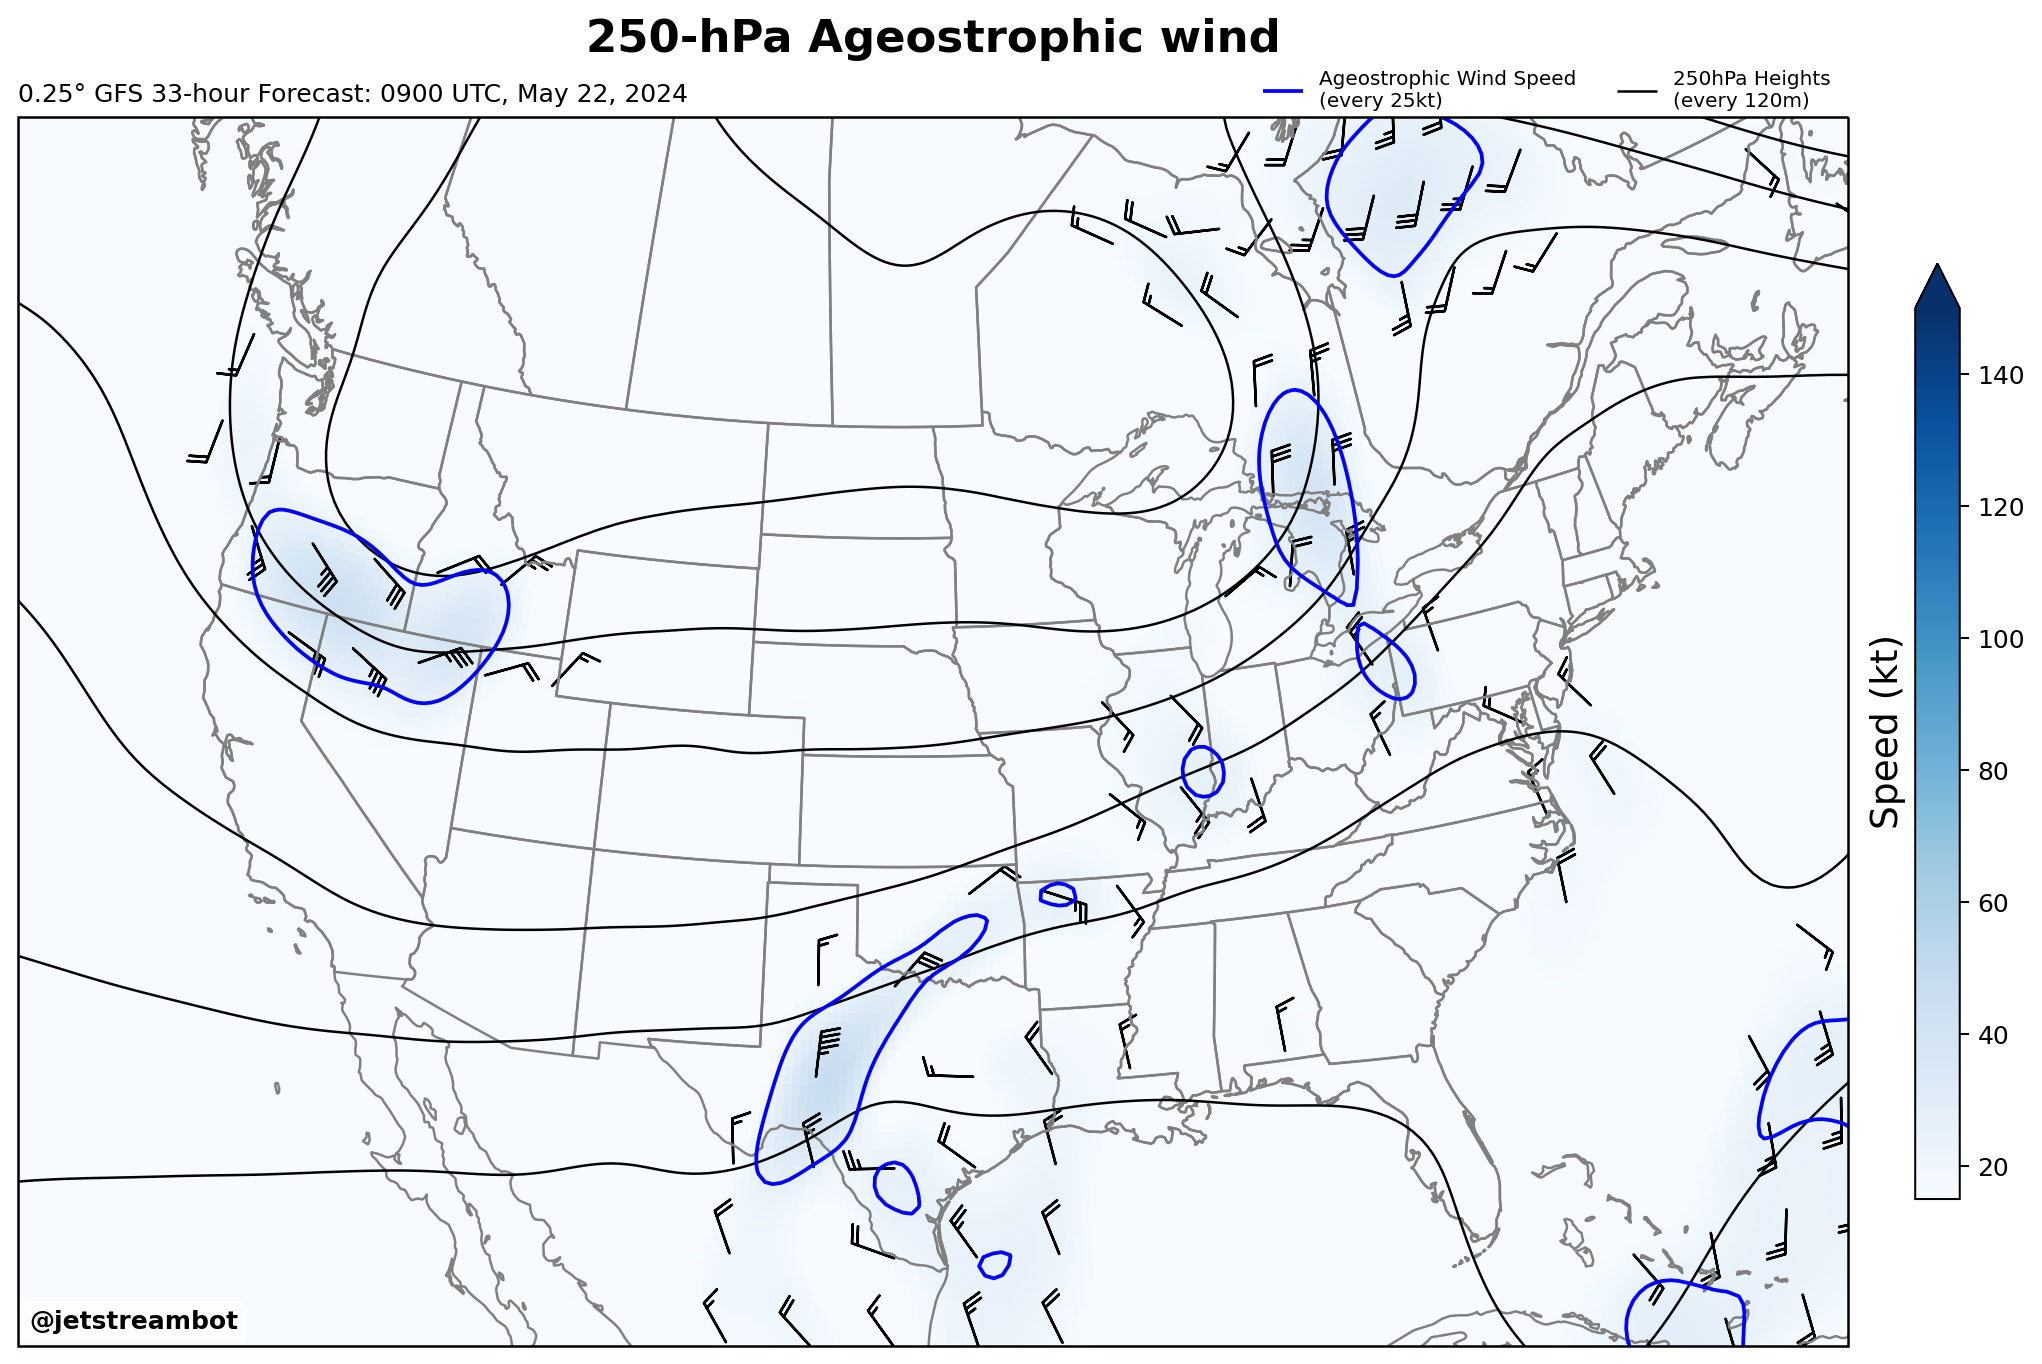 250-hPa Ageostrophic wind
0.25° GFS 33-hour Forecast: 0900 UTC, May 22, 2024
Ageostrophic Wind Speed
(every 25kt)
250hPa Heights
(every 120m)
140
120
100
80
60
40
20
Speed (kt)
@jetstreambot